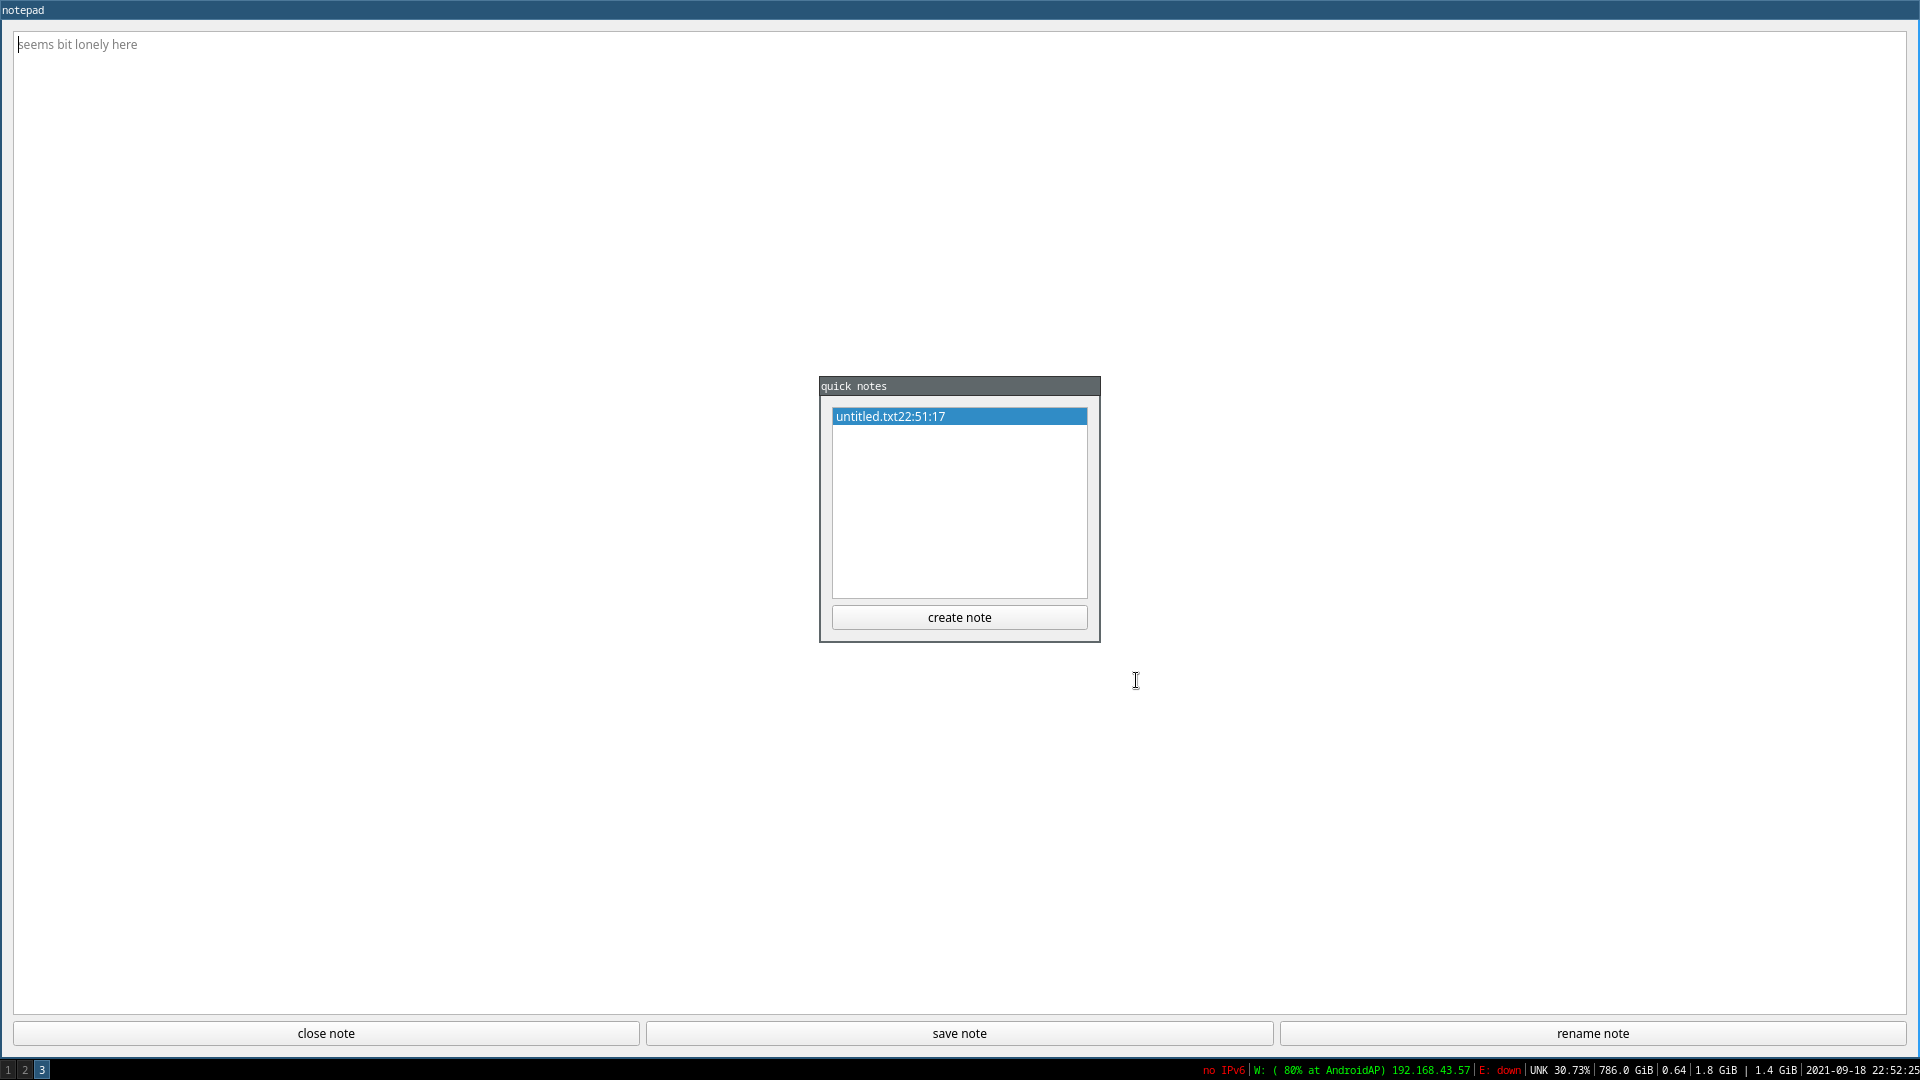 notepad
seems bit lonely here
quick notes
untitled.txt22:51:17
create note
close note
save note
rename note
1 2 3
no IPv6 W: ( 80% at AndroidAP) 192.168.43.57 E: down UNK 30.73% 786.0 GiB 0.64 1.8 GiB | 1.4 GiB 2021-09-18 22:52:25